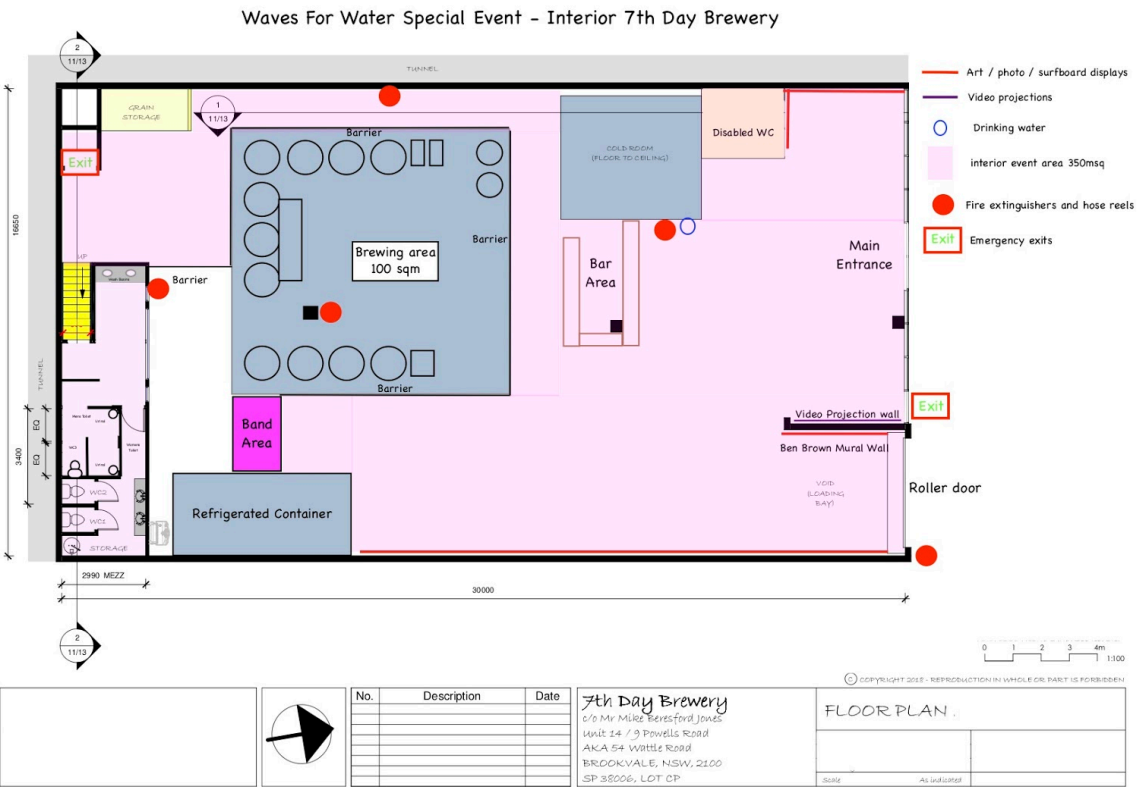 Waves For Water Special Event - Interior 7th Day Brewery
2
11/13
TUNNEL
Art / photo / surfboard displays
Video projections
Drinking water
interior event area 350msq
Fire extinguishers and hose reels
Exit
Emergency exits
GRAIN
STORAGE
1
11/13
Barrier
COLD ROOM
(FLOOR TO CEILING)
Disabled WC
Exit
16650
Brewing area
100 sqm
Barrier
Bar
Area
Main
Entrance
UP
Barrier
TUNNEL
Barrier
Exit
Band
Area
Video Projection wall
Ben Brown Mural Wall
EQ
EQ
3400
WC2
WC1
STORAGE
Refrigerated Container
VOID
(LOADING
BAY)
Roller door
2990 MEZZ
30000
2
11/13
0 1 2 3 4m
1:100
© COPYRIGHT 2018 - REPRODUCTION IN WHOLE OR PART IS FORBIDDEN
No. Description Date
7th Day Brewery
c/o Mr Mike Beresford Jones
Unit 14 / 9 Powells Road
AKA 54 Wattle Road
BROOKVALE, NSW, 2100
SP 38006, LOT CP
FLOOR PLAN .
Scale As indicated